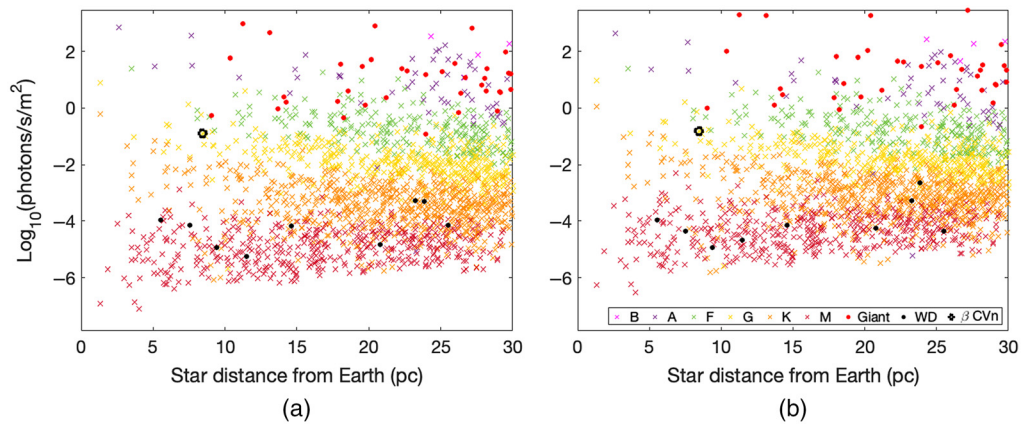 2
0
−2
−4
−6
Log10(photons/s/m2)
0 5 10 15 20 25 30
Star distance from Earth (pc)
(a)
2
0
−2
−4
−6
B A F G K M Giant WD β CVn
0 5 10 15 20 25 30
Star distance from Earth (pc)
(b)